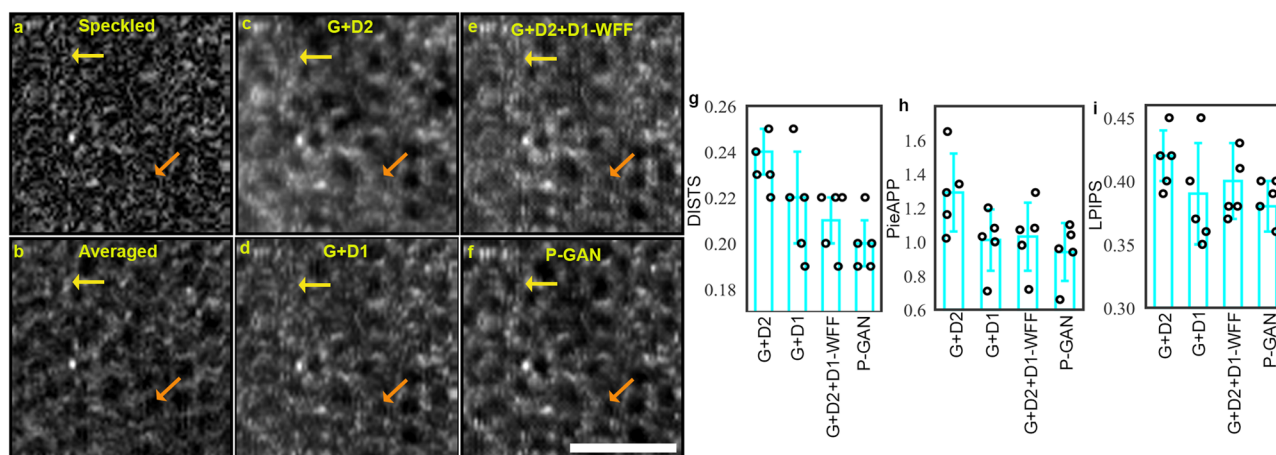 a Speckled
c G+D2
e G+D2+D1-WFF
b Averaged
d G+D1
f P-GAN
g
0.26
0.24
0.22
0.20
0.18
DISTS
G+D2
G+D1
G+D2+D1-WFF
P-GAN
h
1.6
1.4
1.2
1.0
0.8
0.6
PieAPP
G+D2
G+D1
G+D2+D1-WFF
P-GAN
i
0.45
0.40
0.35
0.30
LPIPS
G+D2
G+D1
G+D2+D1-WFF
P-GAN